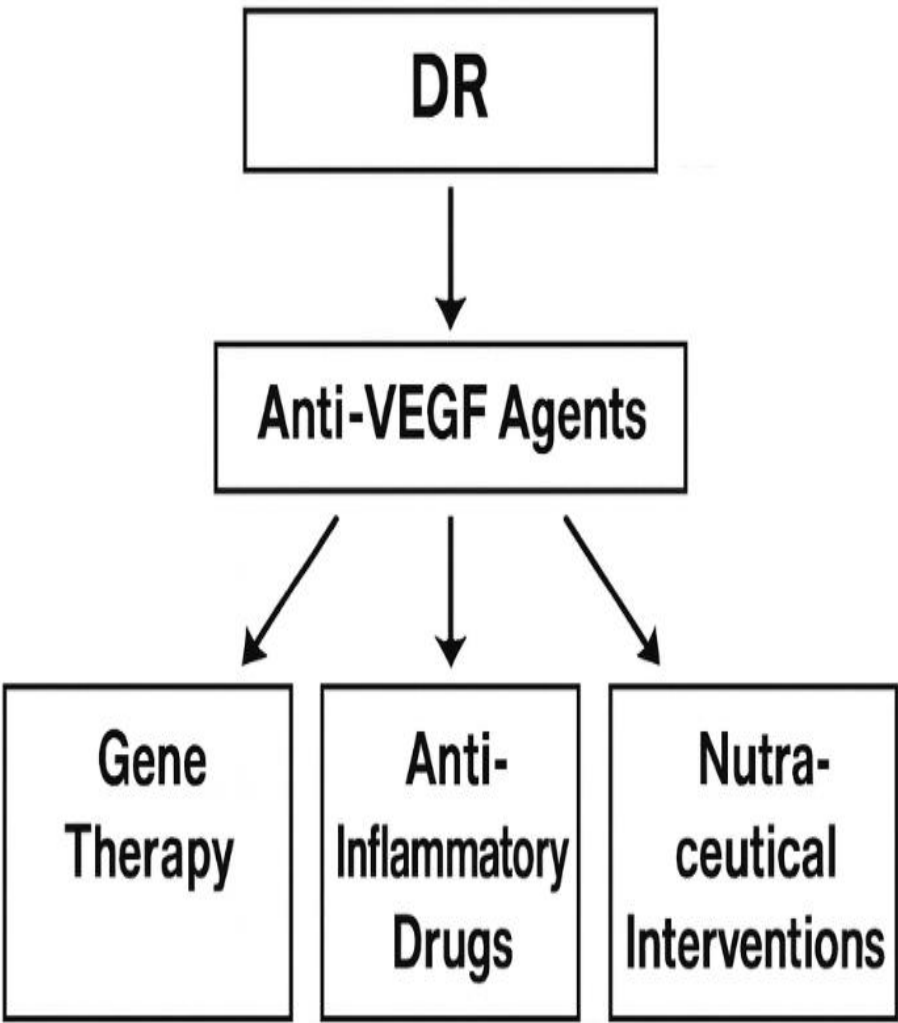 DR
Anti-VEGF Agents
Gene
Therapy
Anti-
Inflammatory
Drugs
Nutra-
ceutical
Interventions